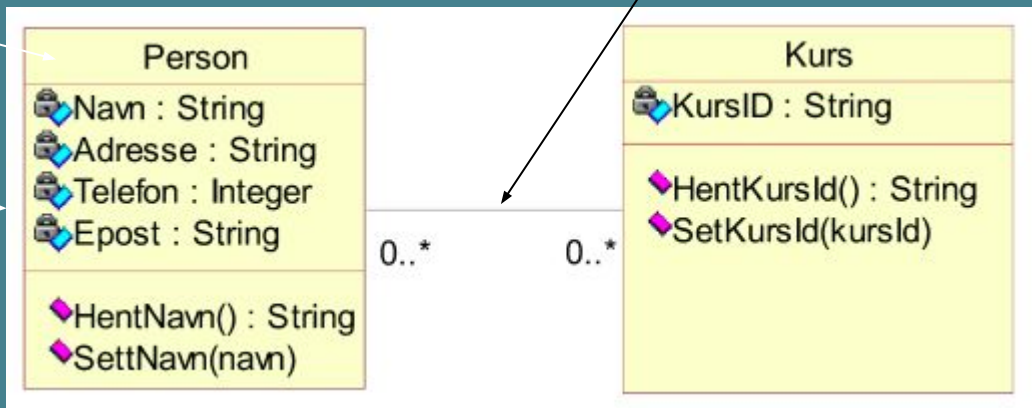 Person
Navn : String
Adresse : String
Telefon : Integer
Epost : String
HentNavn() : String
SettNavn(navn)
0..*
0..*
Kurs
KursID : String
HentKursId() : String
SetKursId(kursId)